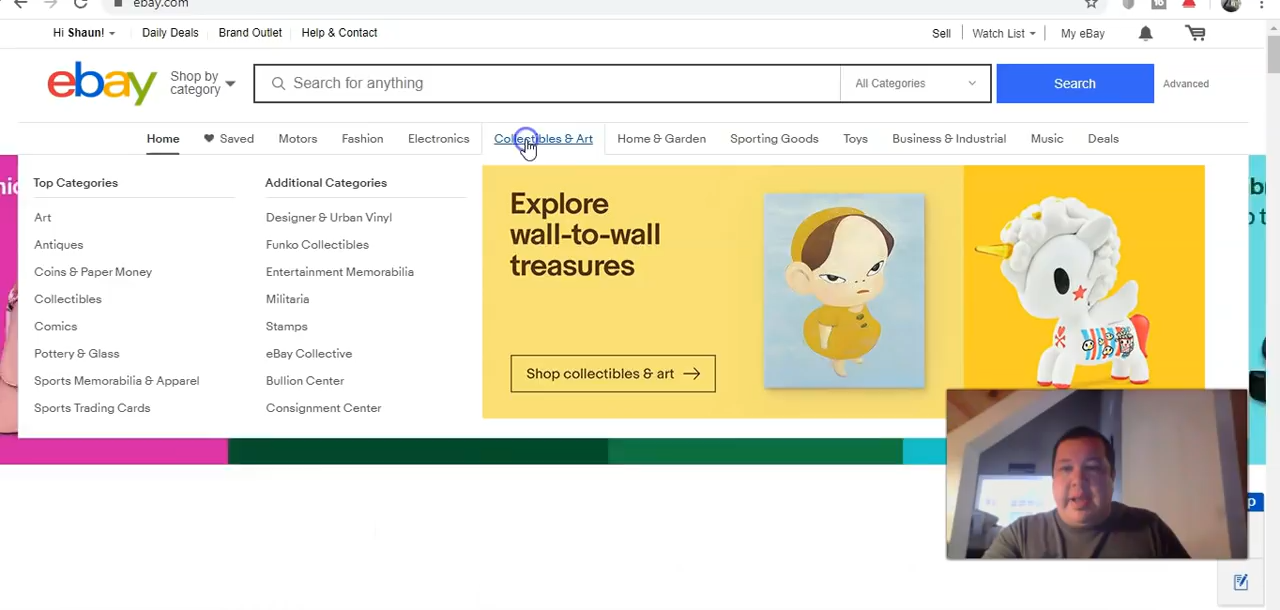 ebay.com
Hi Shaun!
Daily Deals
Brand Outlet
Help & Contact
Sell
Watch List
My eBay
ebay
Shop by
category
Search for anything
All Categories
Search
Advanced
Home
Saved
Motors
Fashion
Electronics
Collectibles & Art
Home & Garden
Sporting Goods
Toys
Business & Industrial
Music
Deals
Top Categories
Art
Antiques
Coins & Paper Money
Collectibles
Comics
Pottery & Glass
Sports Memorabilia & Apparel
Sports Trading Cards
Additional Categories
Designer & Urban Vinyl
Funko Collectibles
Entertainment Memorabilia
Militaria
Stamps
eBay Collective
Bullion Center
Consignment Center
Explore
wall-to-wall
treasures
Shop collectibles & art